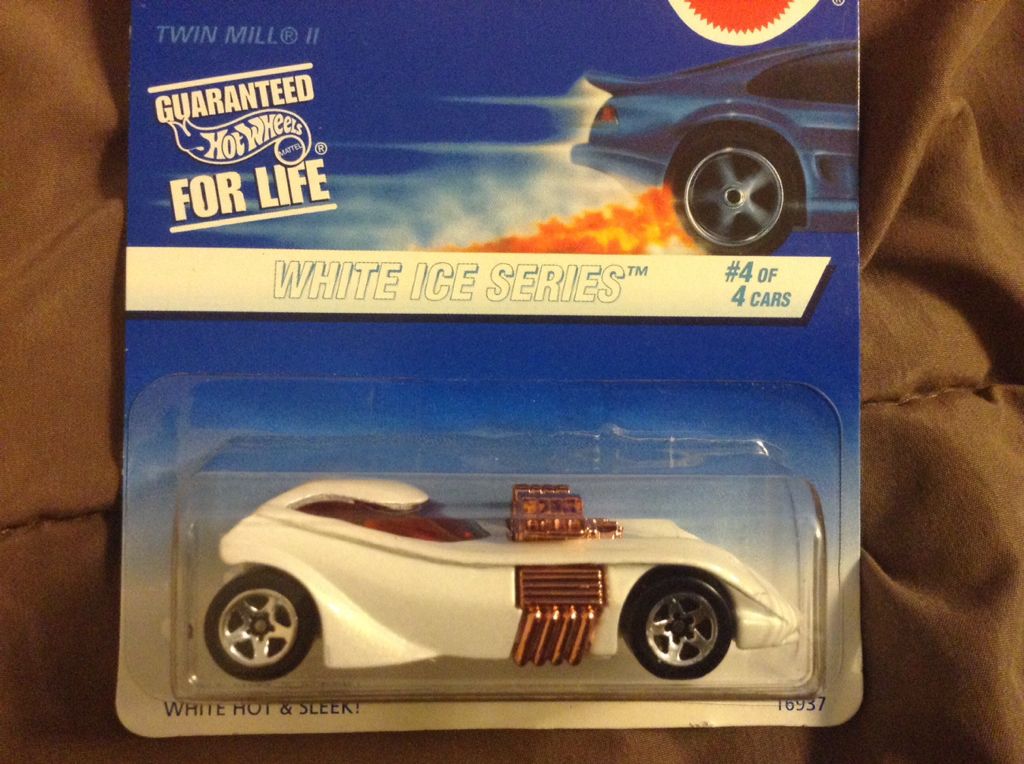 TWIN MILL® II
GUARANTEED
HOT WHEELS
MATTEL ®
FOR LIFE
WHITE ICE SERIES™
#4 OF
4 CARS
WHITE HOT & SLEEK!
16937
®